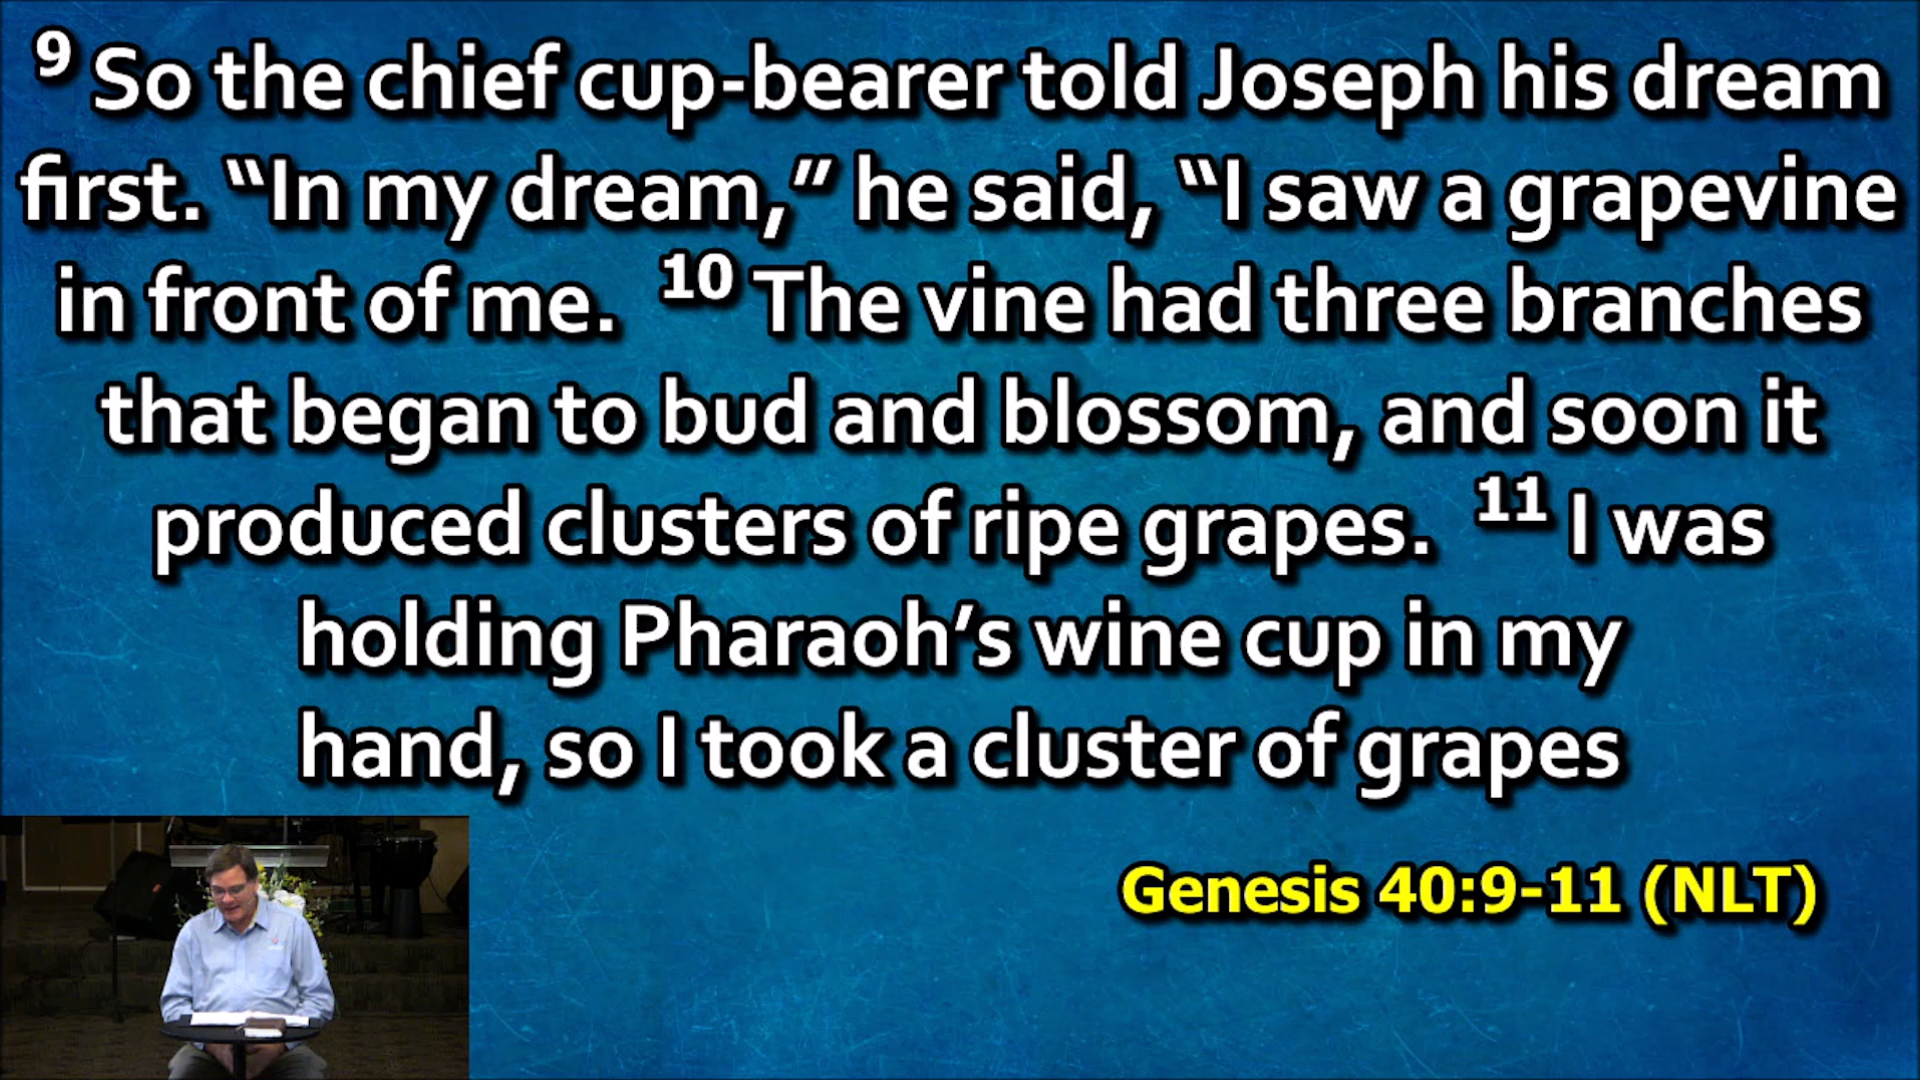 9 So the chief cup-bearer told Joseph his dream
first. “In my dream,” he said, “I saw a grapevine
in front of me. 10 The vine had three branches
that began to bud and blossom, and soon it
produced clusters of ripe grapes. 11 I was
holding Pharaoh’s wine cup in my
hand, so I took a cluster of grapes
Genesis 40:9-11 (NLT)